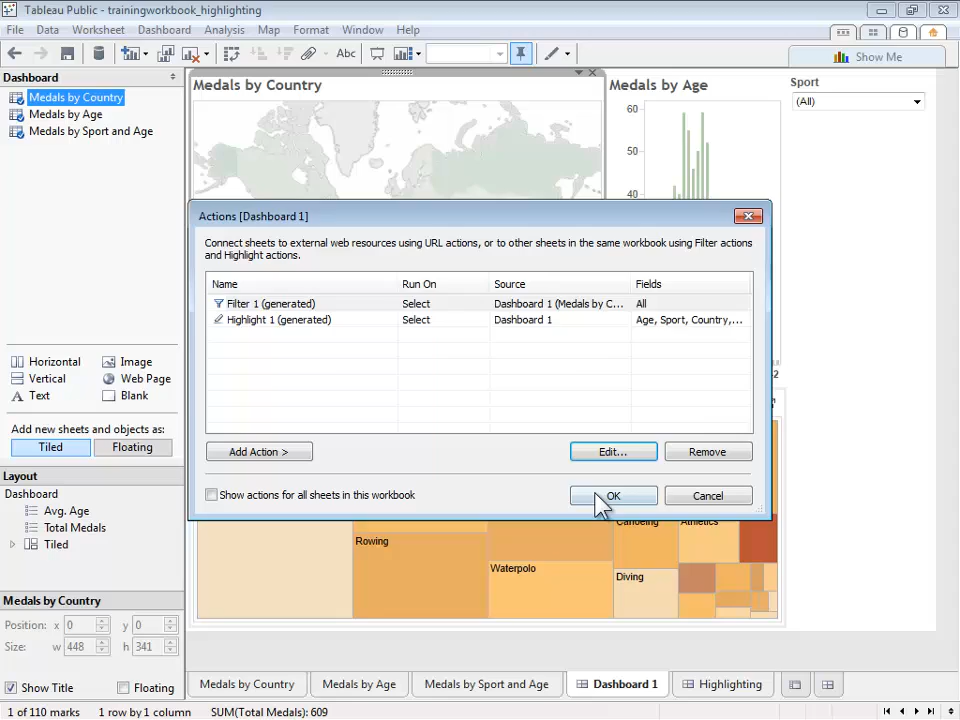 Tableau Public - trainingworkbook_highlighting
File Data Worksheet Dashboard Analysis Map Format Window Help
Abc
Show Me
Dashboard
Medals by Country
Medals by Age
Medals by Sport and Age
Horizontal Image
Vertical Web Page
A Text Blank
Add new sheets and objects as:
Tiled Floating
Layout
Dashboard
Avg. Age
Total Medals
Tiled
Medals by Country
Position: x 0 y 0
Size: w 448 h 341
Show Title Floating
Medals by Country
Medals by Age
60
50
40
Sport
(All)
Actions [Dashboard 1]
Connect sheets to external web resources using URL actions, or to other sheets in the same workbook using Filter actions
and Highlight actions.
Name Run On Source Fields
Filter 1 (generated) Select Dashboard 1 (Medals by C... All
Highlight 1 (generated) Select Dashboard 1 Age, Sport, Country,...
Add Action > Edit... Remove
Show actions for all sheets in this workbook OK Cancel
Canoeing Athletics
Rowing
Waterpolo
Diving
Medals by Country Medals by Age Medals by Sport and Age Dashboard 1 Highlighting
1 of 110 marks 1 row by 1 column SUM(Total Medals): 609